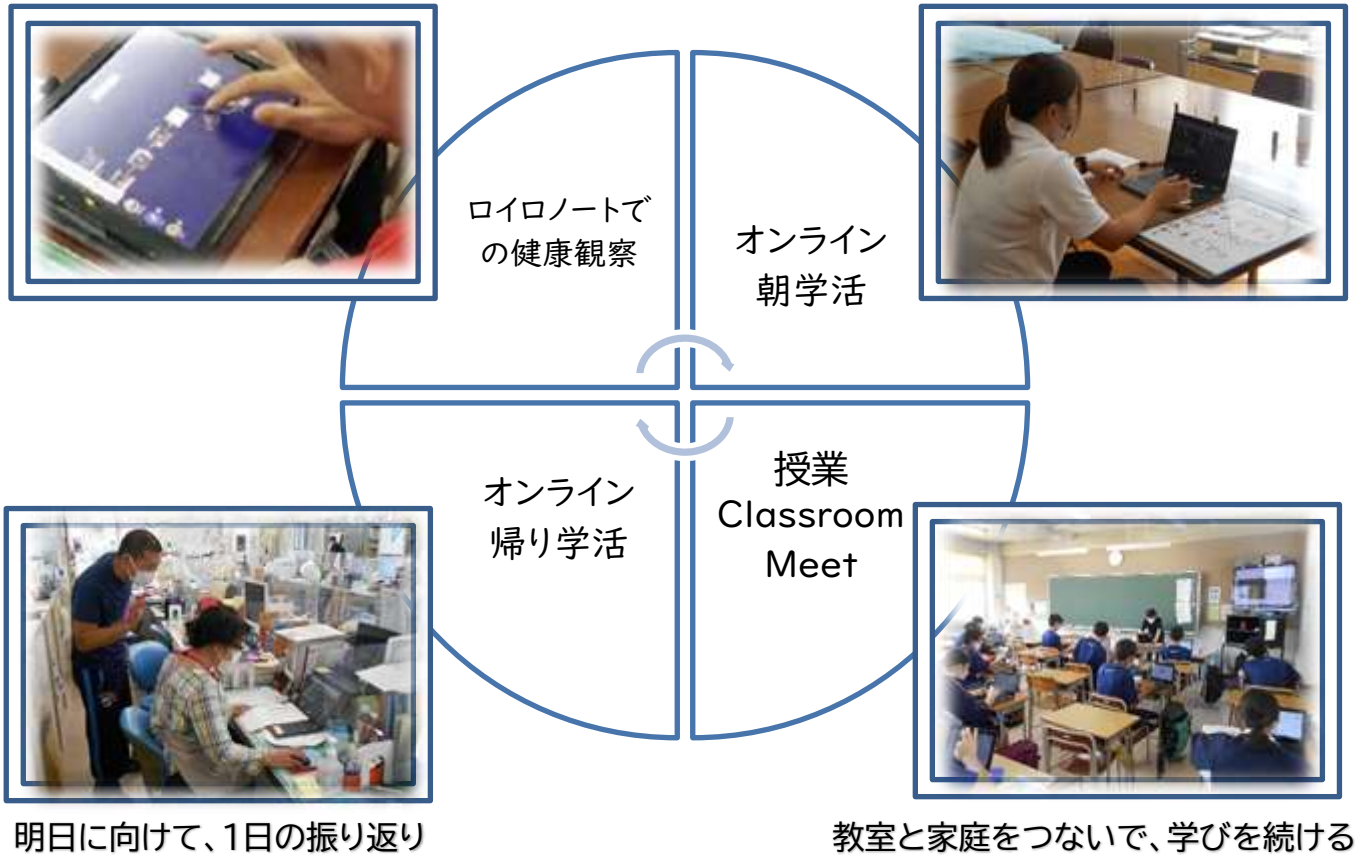 ロイロノートで
の健康観察
オンライン
朝学活
オンライン
帰り学活
授業
Classroom
Meet
明日に向けて、1日の振り返り
教室と家庭をつないで、学びを続ける